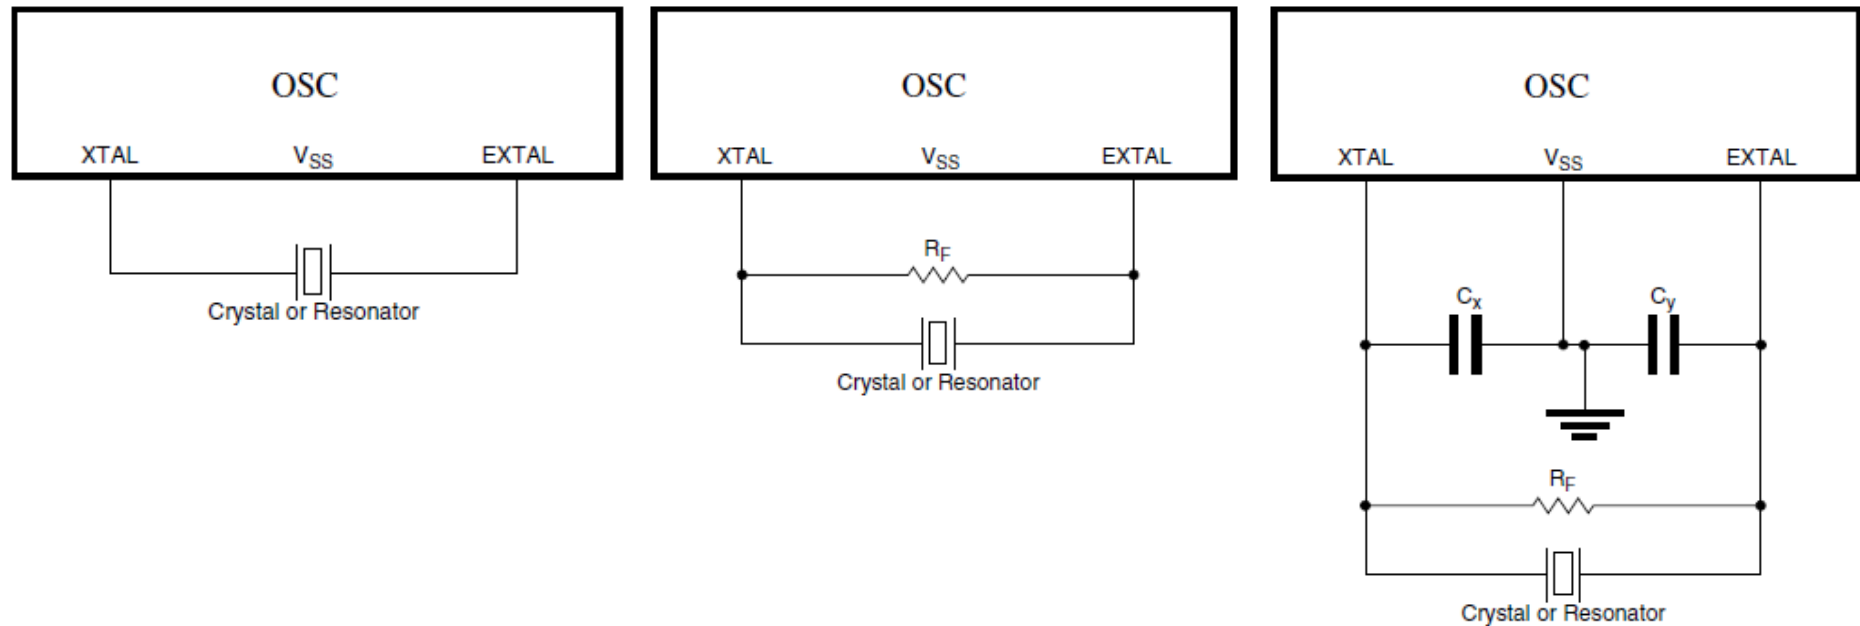 OSC
XTAL VSS EXTAL
Crystal or Resonator
OSC
XTAL VSS EXTAL
RF
Crystal or Resonator
OSC
XTAL VSS EXTAL
Cx Cy
RF
Crystal or Resonator